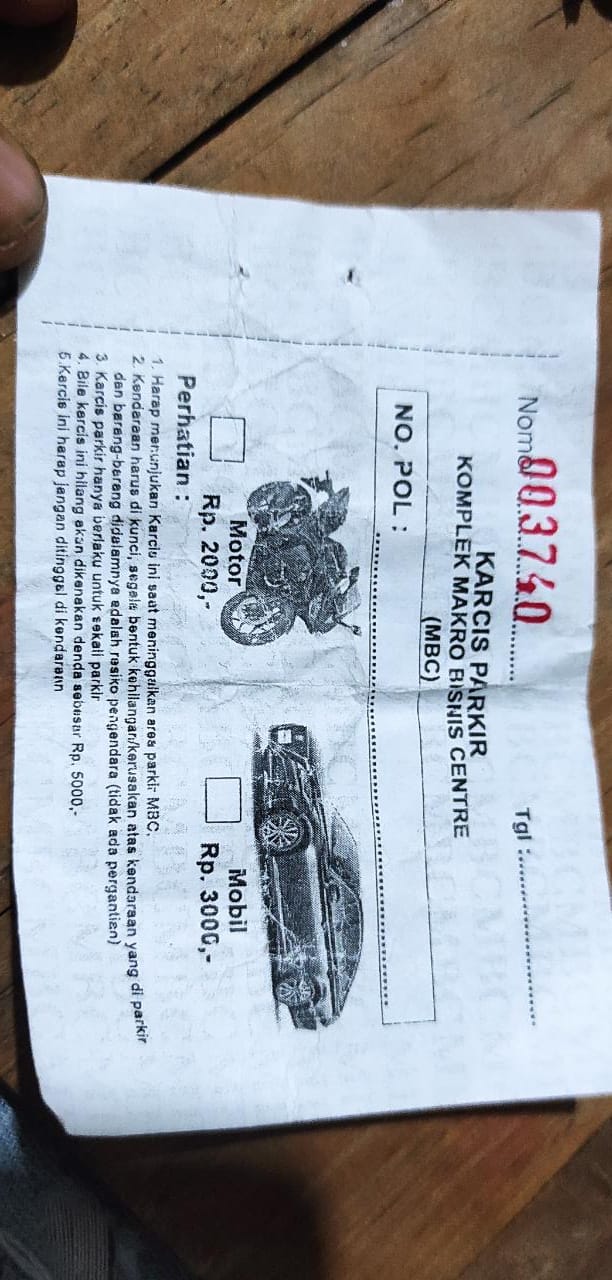 Nomo 003740 Tgl :
KARCIS PARKIR
KOMPLEK MAKRO BISNIS CENTRE
(MBC)
NO. POL :
Motor
Rp. 2000,-
Mobil
Rp. 3000,-
Perhatian :
1. Harap menunjukan Karcis ini saat meninggalkan area parkir MBC.
2. Kendaraan harus di kunci, segala bentuk kehilangan/kerusakan atas kendaraan yang di parkir
dan barang-barang didalamnya adalah resiko pengendara (tidak ada pergantian)
3. Karcis parkir hanya berlaku untuk sekali parkir
4. Bila karcis ini hilang akan dikenakan denda sebesar Rp. 5000,-
5.Karcis ini harap jangan ditinggal di kendaraan